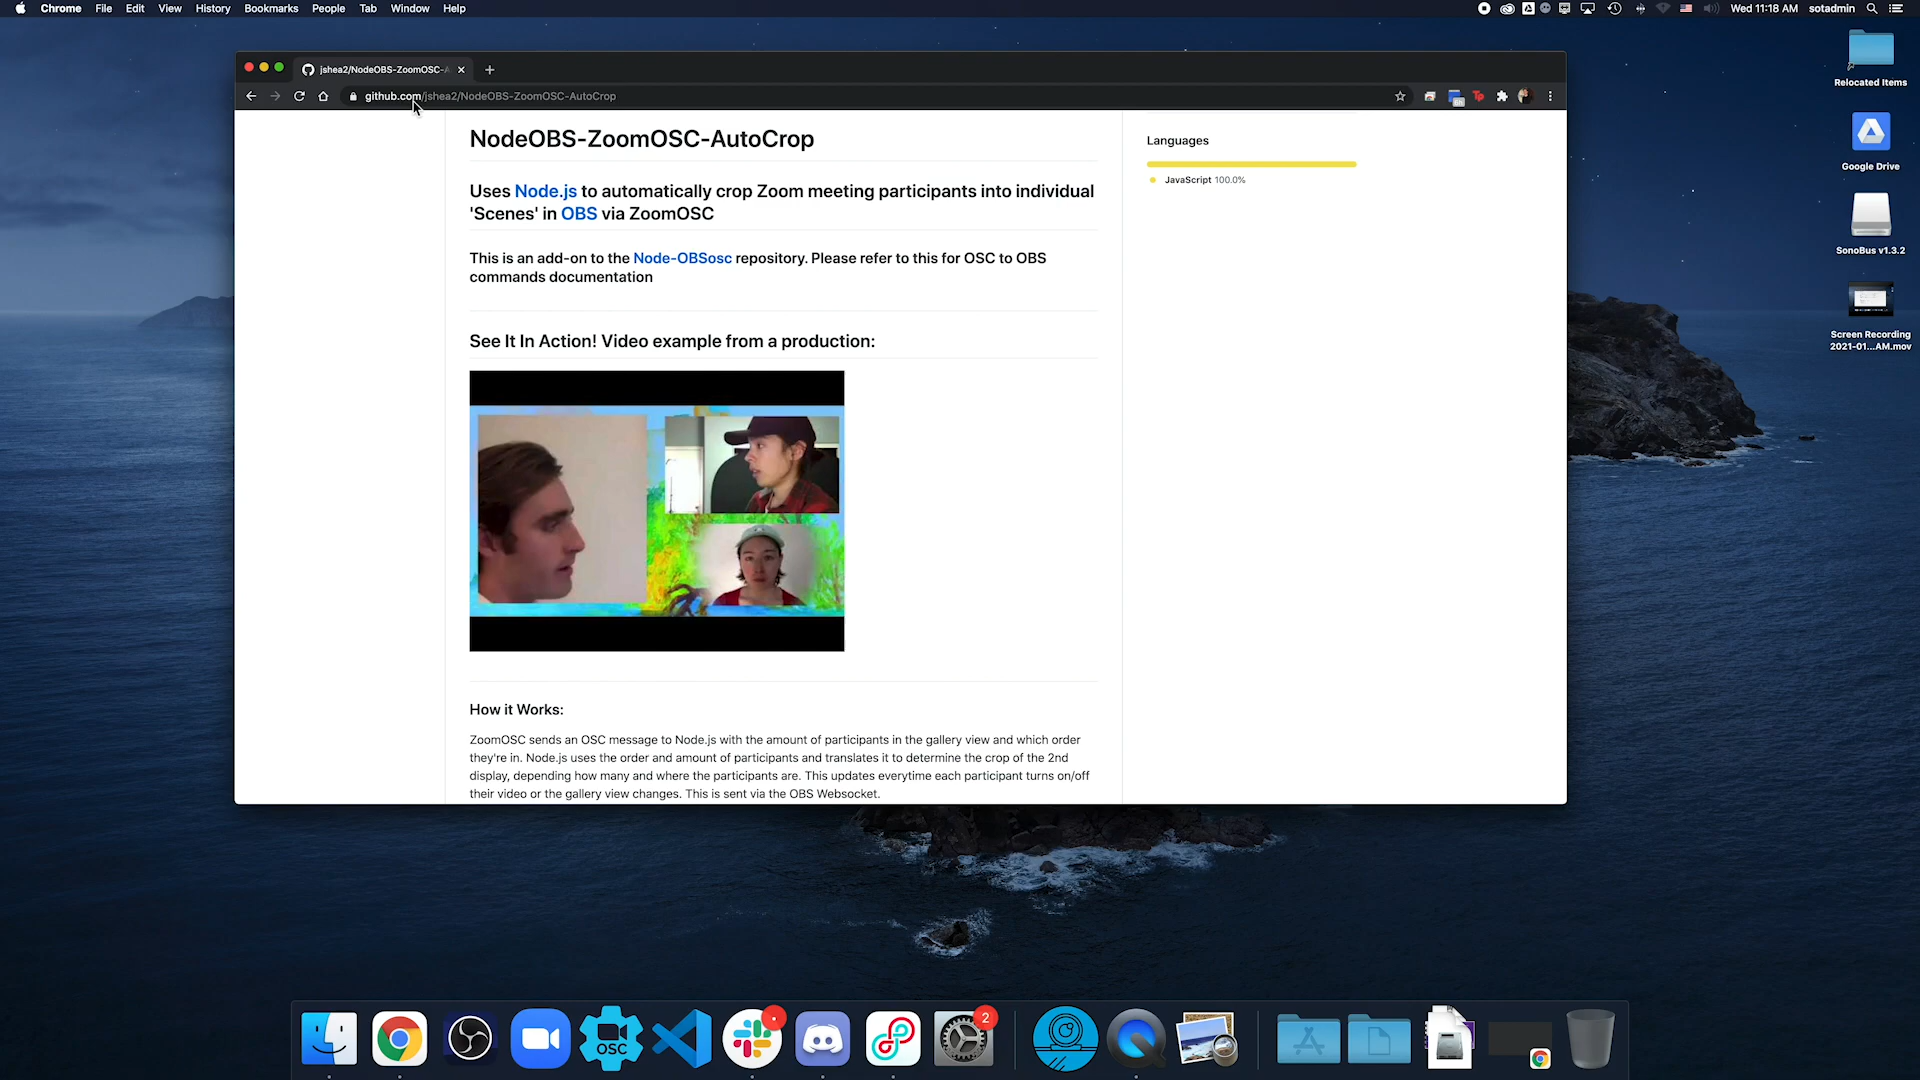 Chrome File Edit View History Bookmarks People Tab Window Help
Wed 11:18 AM sotadmin
jshea2/NodeOBS-ZoomOSC-A
github.com/jshea2/NodeOBS-ZoomOSC-AutoCrop
NodeOBS-ZoomOSC-AutoCrop
Uses Node.js to automatically crop Zoom meeting participants into individual
'Scenes' in OBS via ZoomOSC
This is an add-on to the Node-OBSosc repository. Please refer to this for OSC to OBS
commands documentation
See It In Action! Video example from a production:
How it Works:
ZoomOSC sends an OSC message to Node.js with the amount of participants in the gallery view and which order
they're in. Node.js uses the order and amount of participants and translates it to determine the crop of the 2nd
display, depending how many and where the participants are. This updates everytime each participant turns on/off
their video or the gallery view changes. This is sent via the OBS Websocket.
Languages
JavaScript 100.0%
Relocated Items
Google Drive
SonoBus v1.3.2
Screen Recording
2021-01...AM.mov
OSC
2